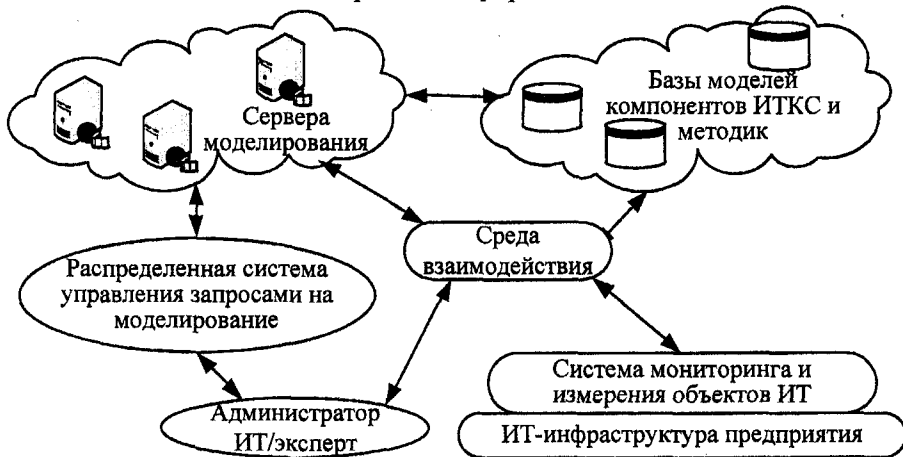 Сервера
моделирования
Базы моделей
компонентов ИТКС и
методик
Среда
взаимодействия
Распределенная система
управления запросами на
моделирование
Система мониторинга и
измерения объектов ИТ
Администратор
ИТ/эксперт
ИТ-инфраструктура предприятия